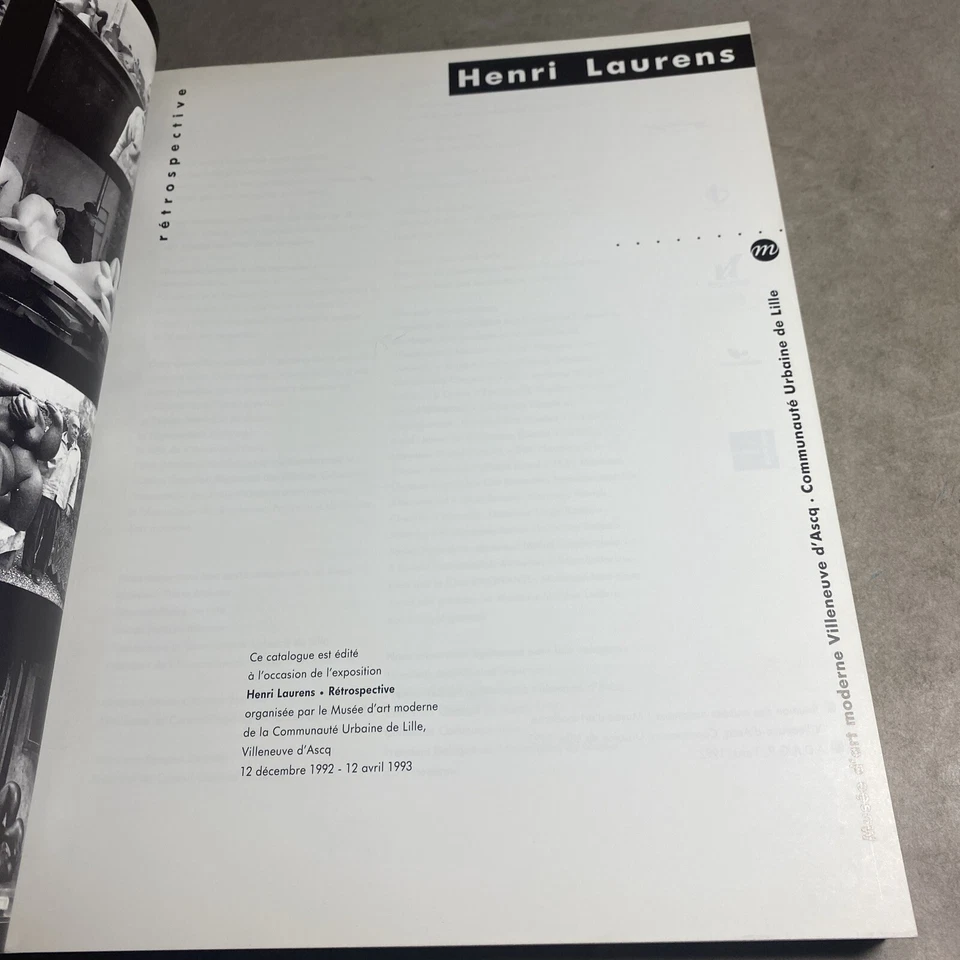 Henri Laurens
rétrospective
m
Musée d'art moderne Villeneuve d'Ascq • Communauté Urbaine de Lille
Ce catalogue est édité
à l'occasion de l'exposition
Henri Laurens • Rétrospective
organisée par le Musée d'art moderne
de la Communauté Urbaine de Lille,
Villeneuve d'Ascq
12 décembre 1992 - 12 avril 1993